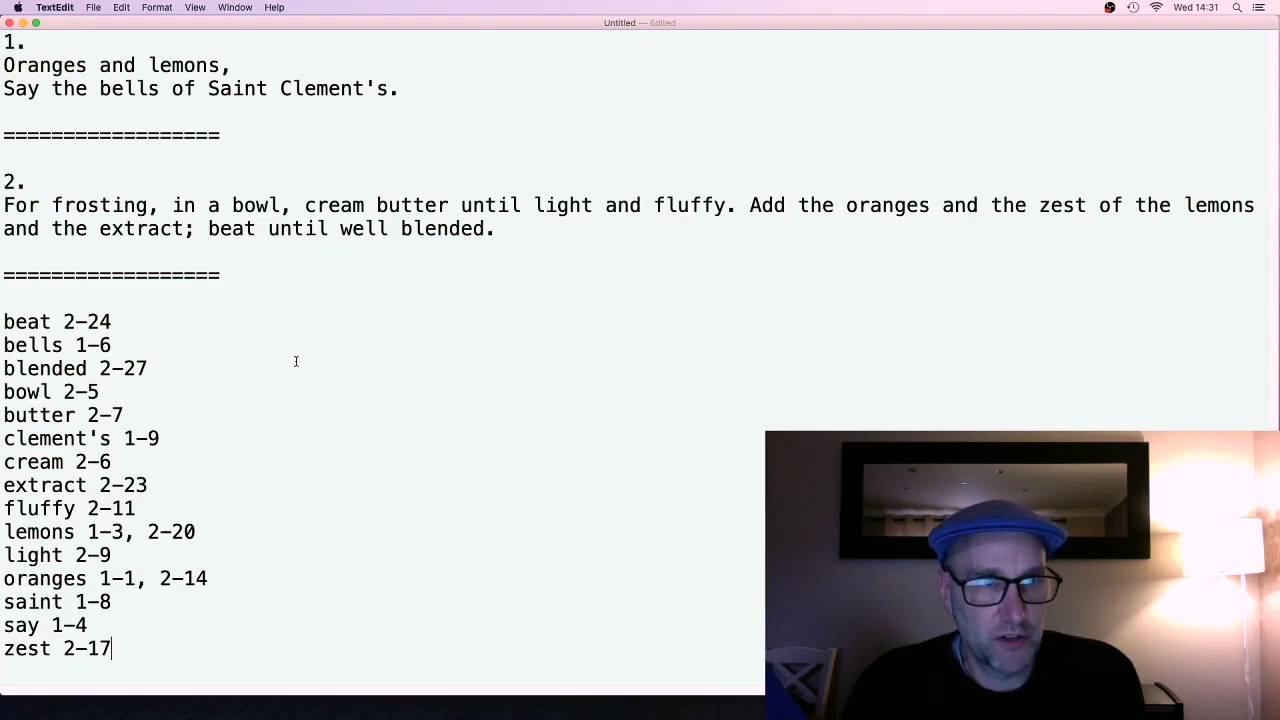 TextEdit File Edit Format View Window Help Wed 14:31
Untitled — Edited
1.
Oranges and lemons,
Say the bells of Saint Clement's.
==================
2.
For frosting, in a bowl, cream butter until light and fluffy. Add the oranges and the zest of the lemons
and the extract; beat until well blended.
==================
beat 2-24
bells 1-6
blended 2-27
bowl 2-5
butter 2-7
clement's 1-9
cream 2-6
extract 2-23
fluffy 2-11
lemons 1-3, 2-20
light 2-9
oranges 1-1, 2-14
saint 1-8
say 1-4
zest 2-17